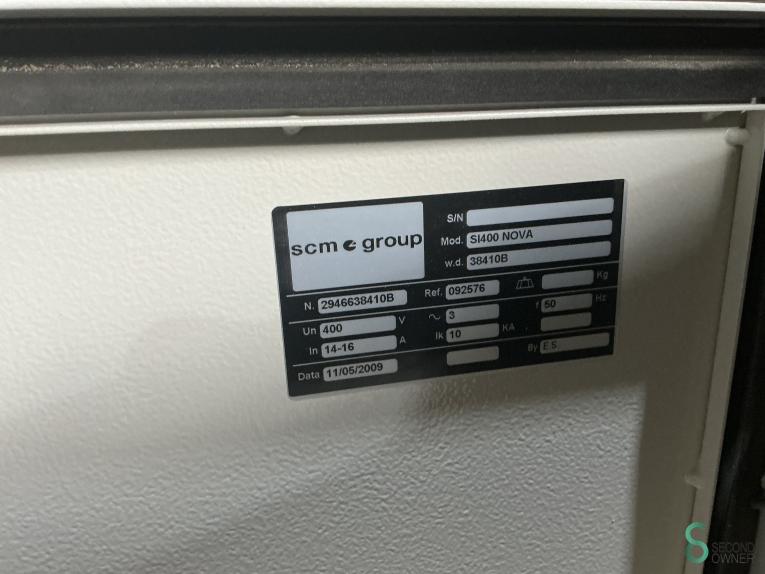 scm group
S/N
Mod. SI400 NOVA
w.d. 38410B
N. 2946638410B Ref. 092576 Kg
Un 400 V ~ 3 f 50 Hz
In 14-16 A Ik 10 KA
Data 11/05/2009 By E.S.
S SECOND
OWNER